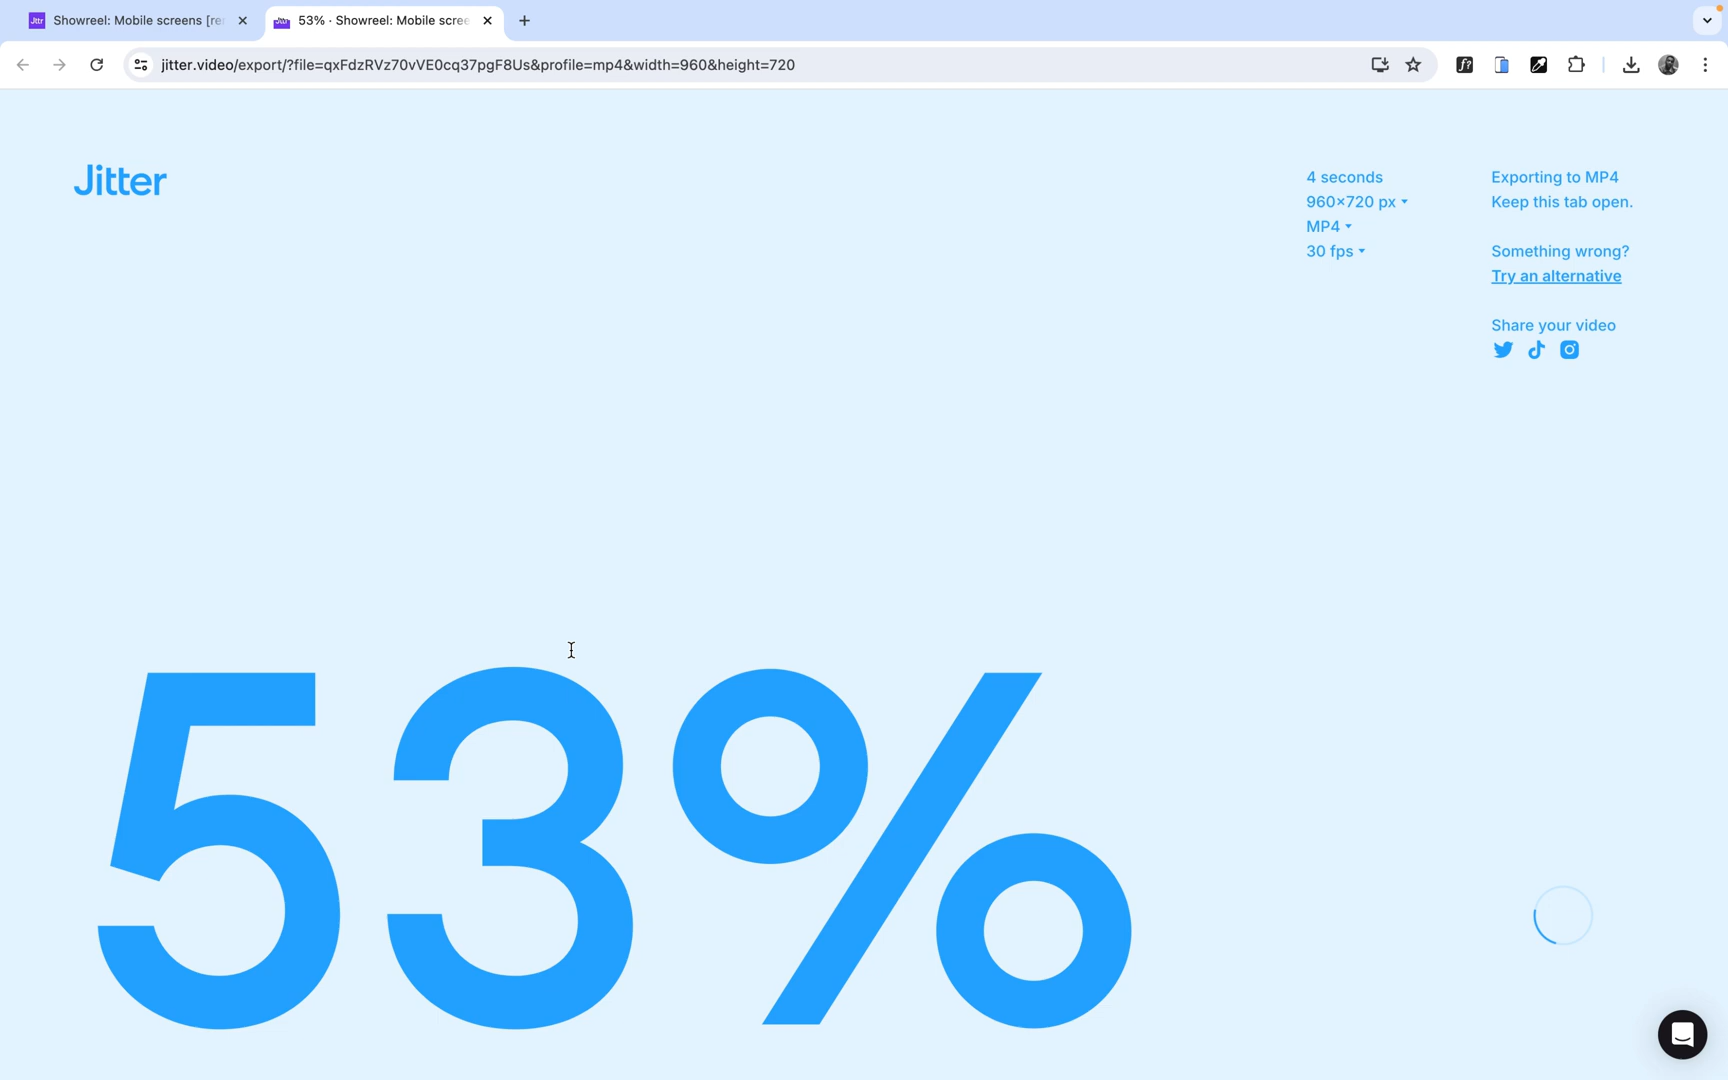 Showreel: Mobile screens [re
53% · Showreel: Mobile scree
jitter.video/export/?file=qxFdzRVz70vVE0cq37pgF8Us&profile=mp4&width=960&height=720
Jitter
4 seconds
960×720 px
MP4
30 fps
Exporting to MP4
Keep this tab open.
Something wrong?
Try an alternative
Share your video
53%